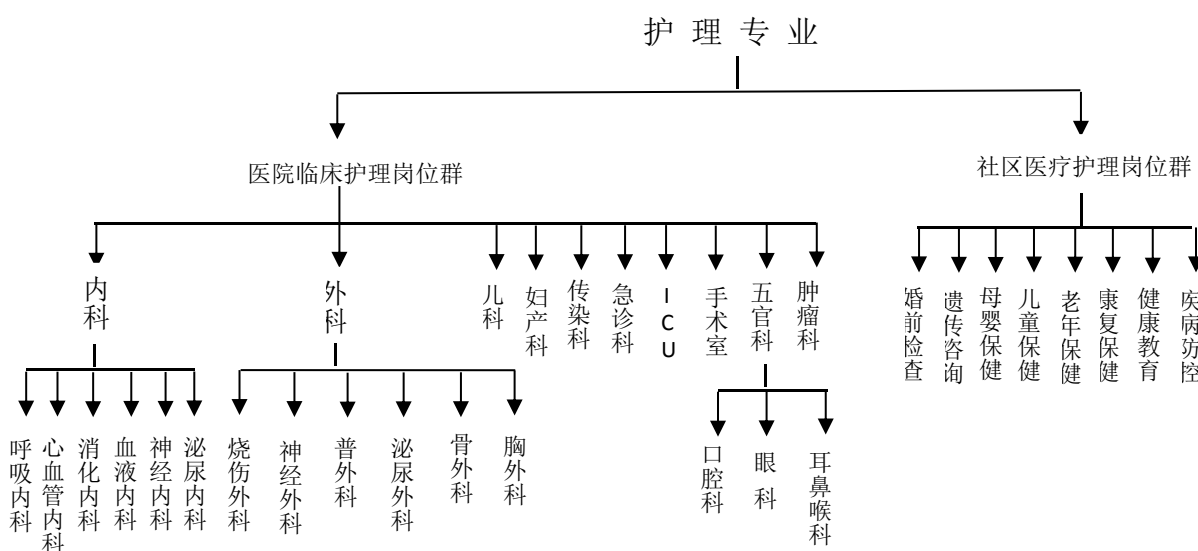 护理专业
医院临床护理岗位群
社区医疗护理岗位群
内科
外科
儿科
妇产科
传染科
急诊科
ICU
手术室
五官科
肿瘤科
婚前检查
遗传咨询
母婴保健
儿童保健
老年保健
康复保健
健康教育
疾病防控
呼吸内科
心血管内科
消化内科
血液内科
神经内科
泌尿内科
烧伤外科
神经外科
普外科
泌尿外科
骨外科
胸外科
口腔科
眼科
耳鼻喉科